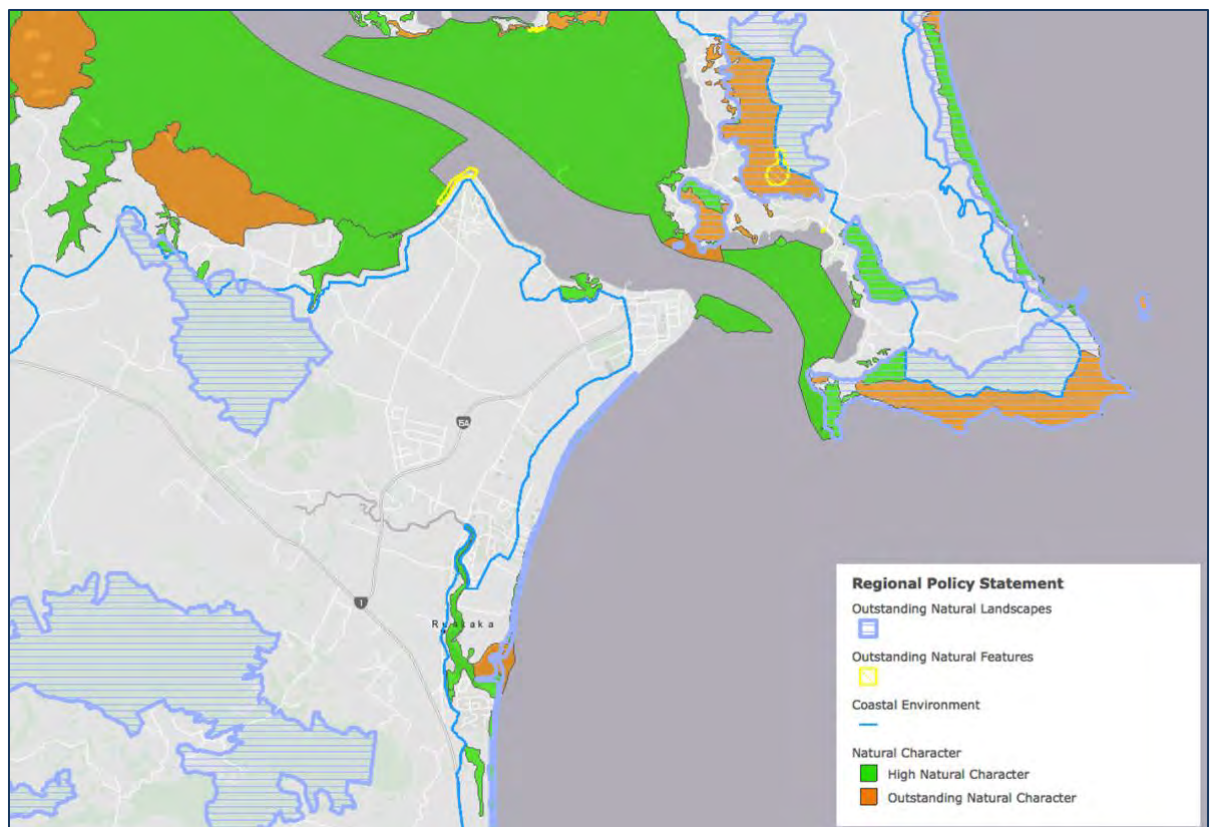 15A
1
Ruakaka
Regional Policy Statement
Outstanding Natural Landscapes
Outstanding Natural Features
Coastal Environment
Natural Character
High Natural Character
Outstanding Natural Character